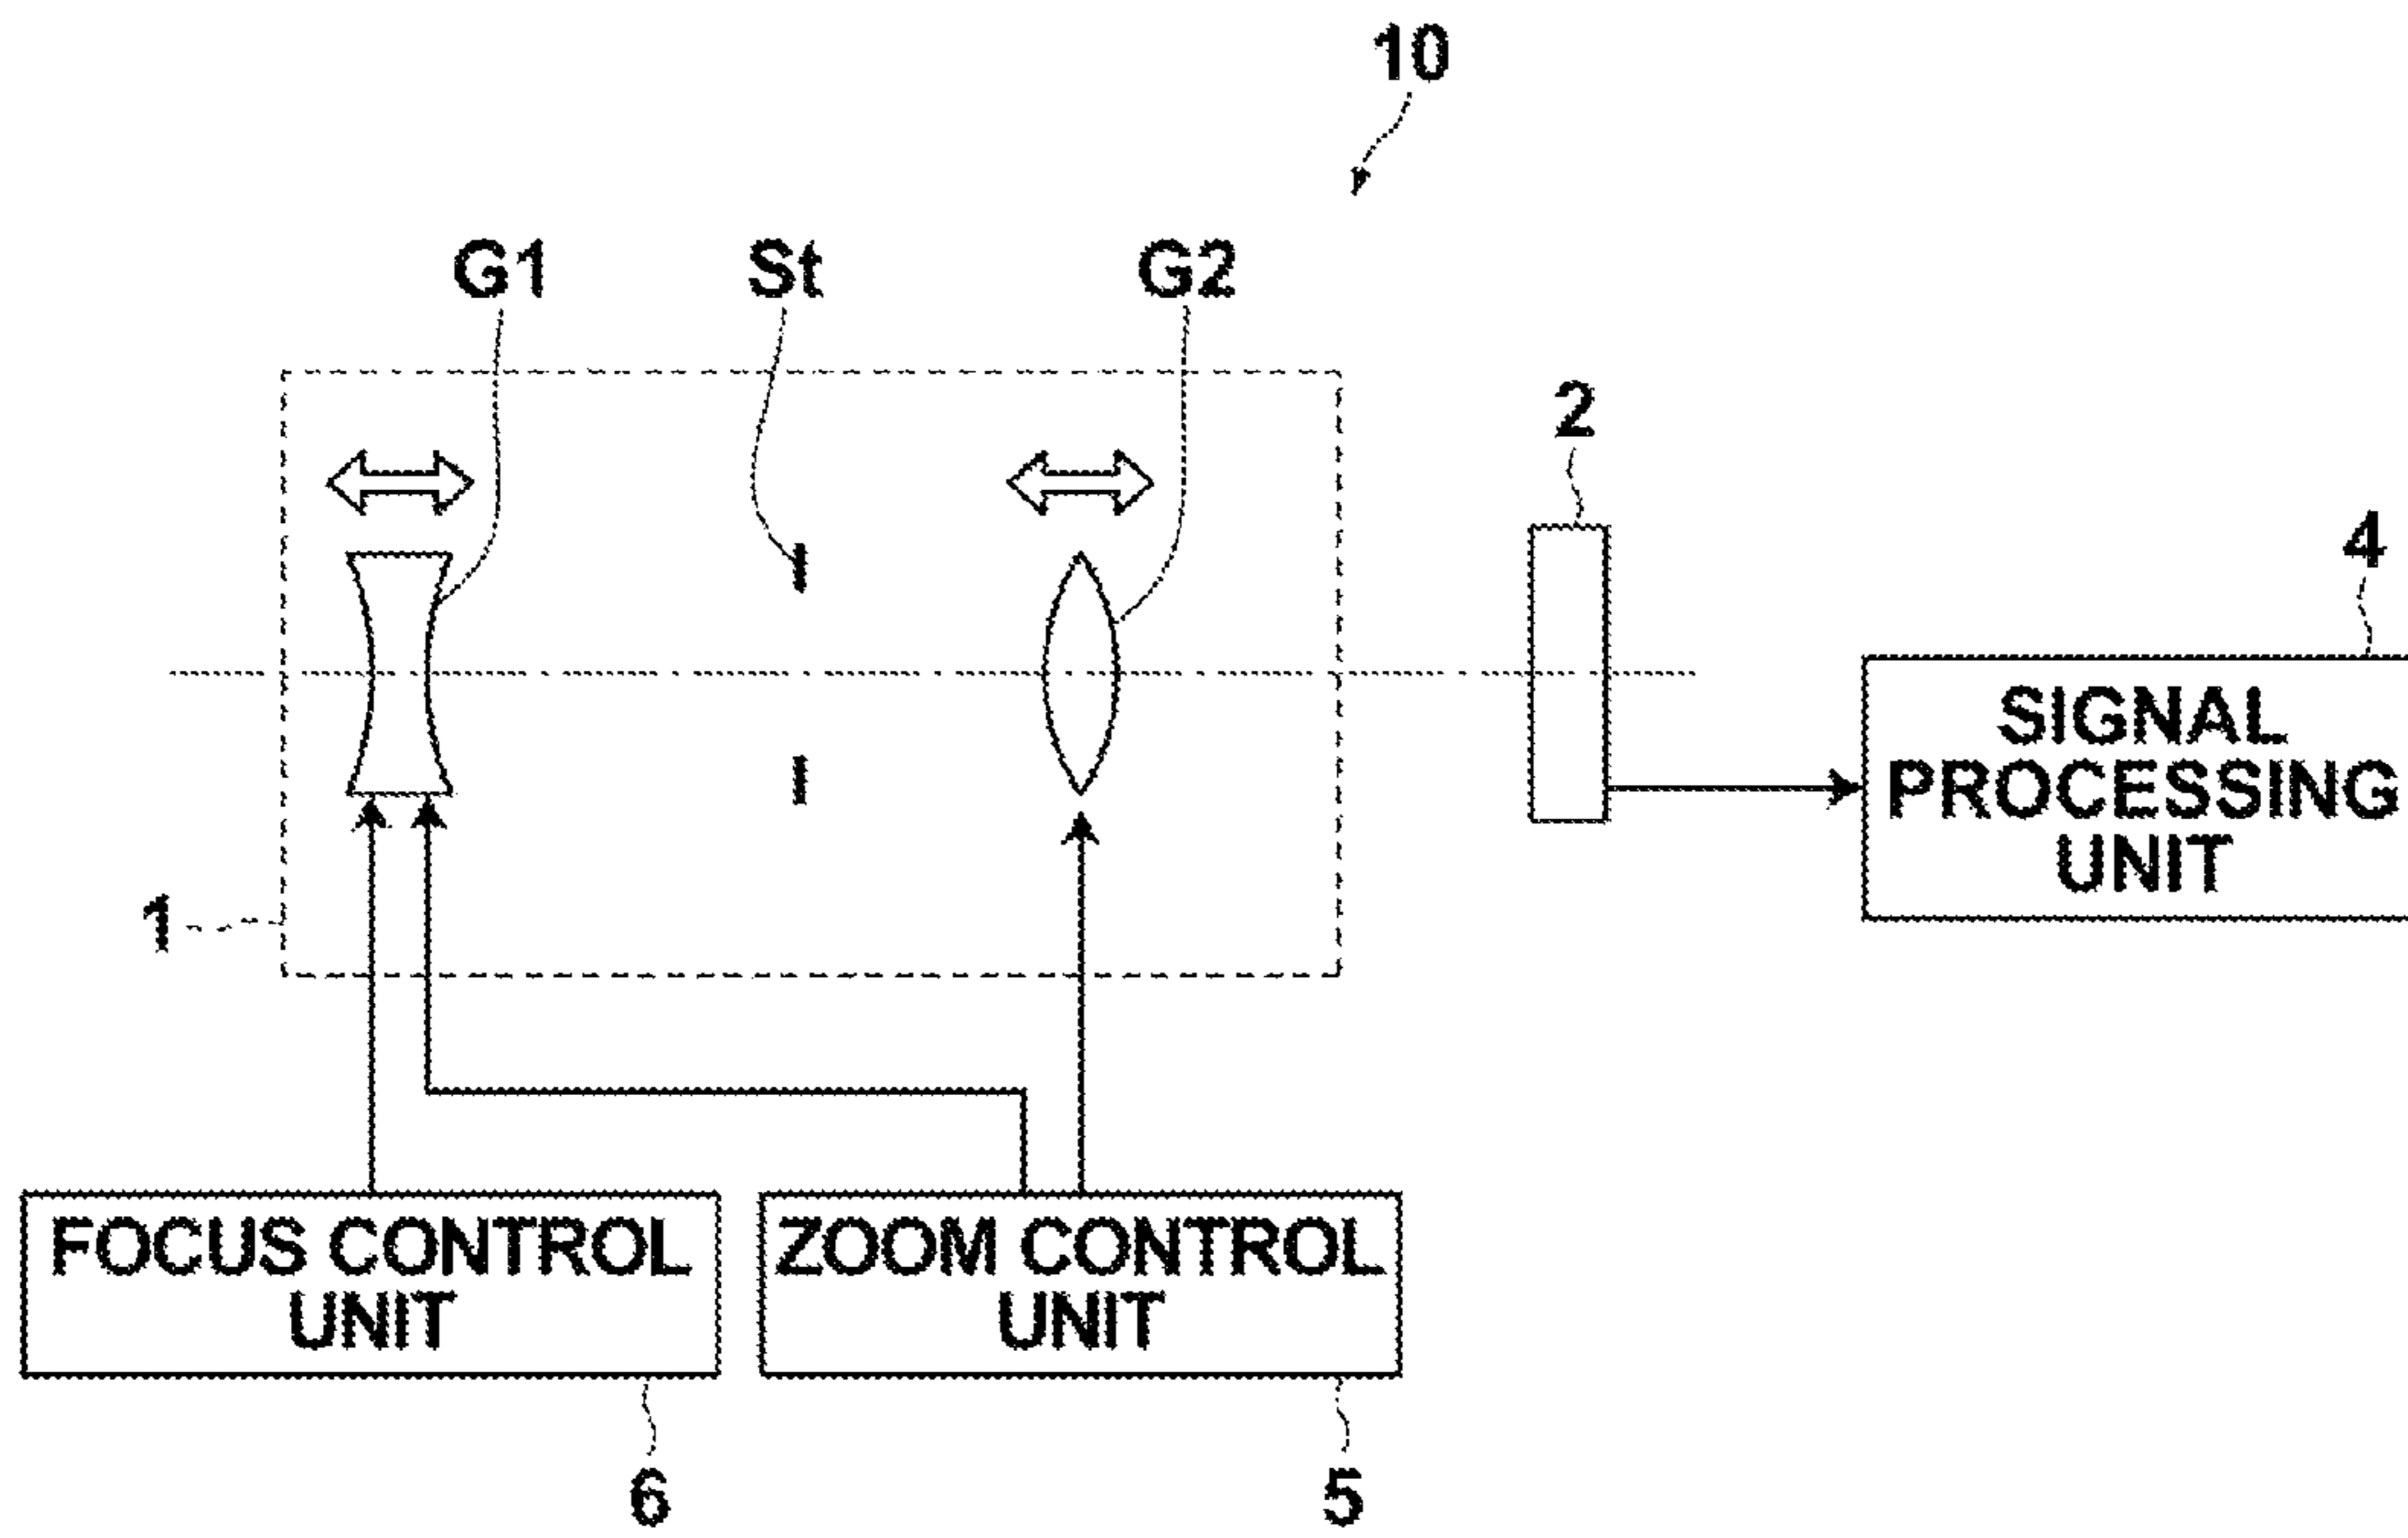 10
G1
St
G2
2
4
SIGNAL
PROCESSING
UNIT
1
FOCUS CONTROL
UNIT
ZOOM CONTROL
UNIT
6
5